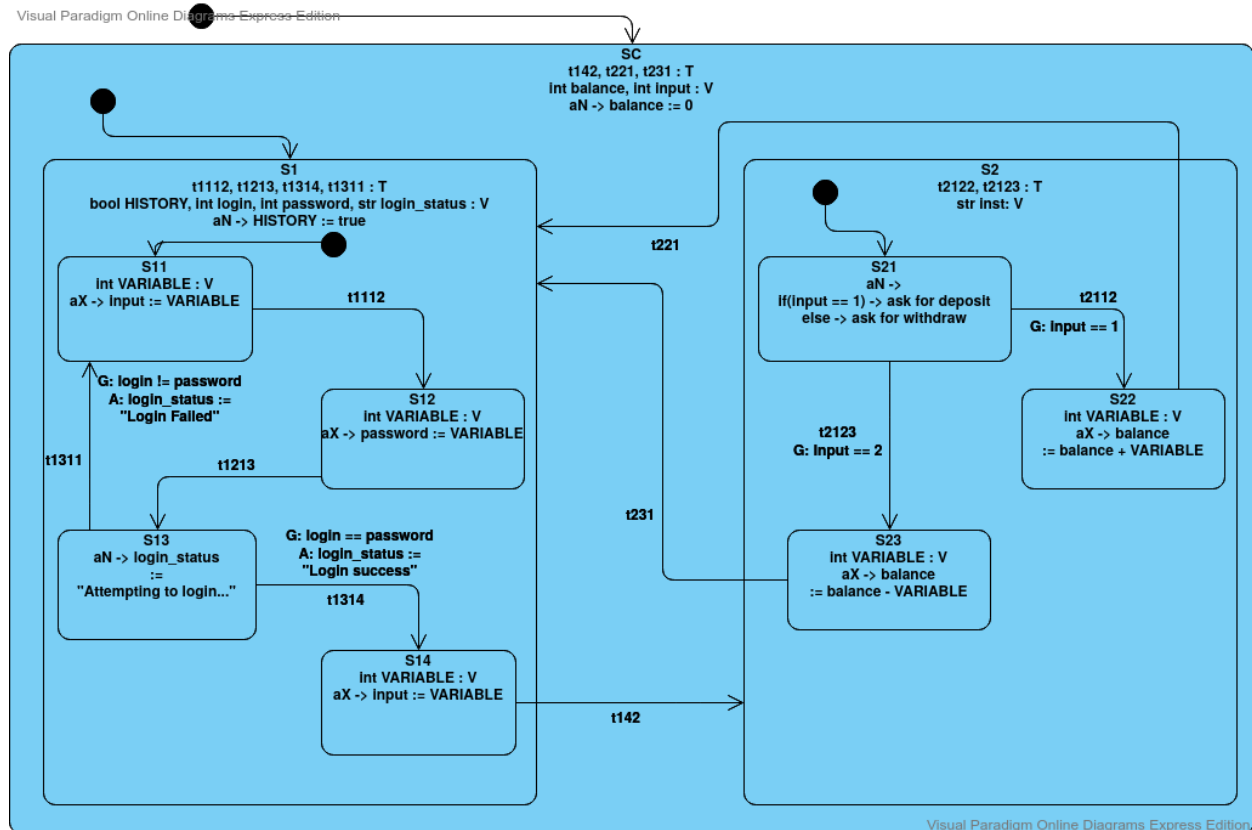 Visual Paradigm Online Diagrams Express Edition
SC
t142, t221, t231 : T
int balance, int input : V
aN -> balance := 0
S1
t1112, t1213, t1314, t1311 : T
bool HISTORY, int login, int password, str login_status : V
aN -> HISTORY := true
S11
int VARIABLE : V
aX -> input := VARIABLE
t1112
G: login != password
A: login_status :=
"Login Failed"
S12
int VARIABLE : V
aX -> password := VARIABLE
t1311
t1213
S13
aN -> login_status
:=
"Attempting to login..."
G: login == password
A: login_status :=
"Login success"
t1314
S14
int VARIABLE : V
aX -> input := VARIABLE
t142
t221
t231
S2
t2122, t2123 : T
str inst: V
S21
aN ->
if(input == 1) -> ask for deposit
else -> ask for withdraw
t2112
G: Input == 1
S22
int VARIABLE : V
aX -> balance
:= balance + VARIABLE
t2123
G: Input == 2
S23
int VARIABLE : V
aX -> balance
:= balance - VARIABLE
Visual Paradigm Online Diagrams Express Edition